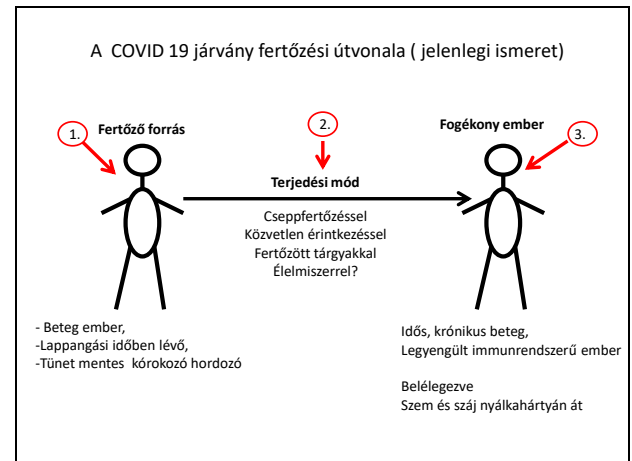 A COVID 19 járvány fertőzési útvonala ( jelenlegi ismeret)
1.
Fertőző forrás
2.
Fogékony ember
3.
Terjedési mód
Cseppfertőzéssel
Közvetlen érintkezéssel
Fertőzött tárgyakkal
Élelmiszerrel?
- Beteg ember,
-Lappangási időben lévő,
-Tünet mentes kórokozó hordozó
Idős, krónikus beteg,
Legyengült immunrendszerű ember
Belélegezve
Szem és száj nyálkahártyán át